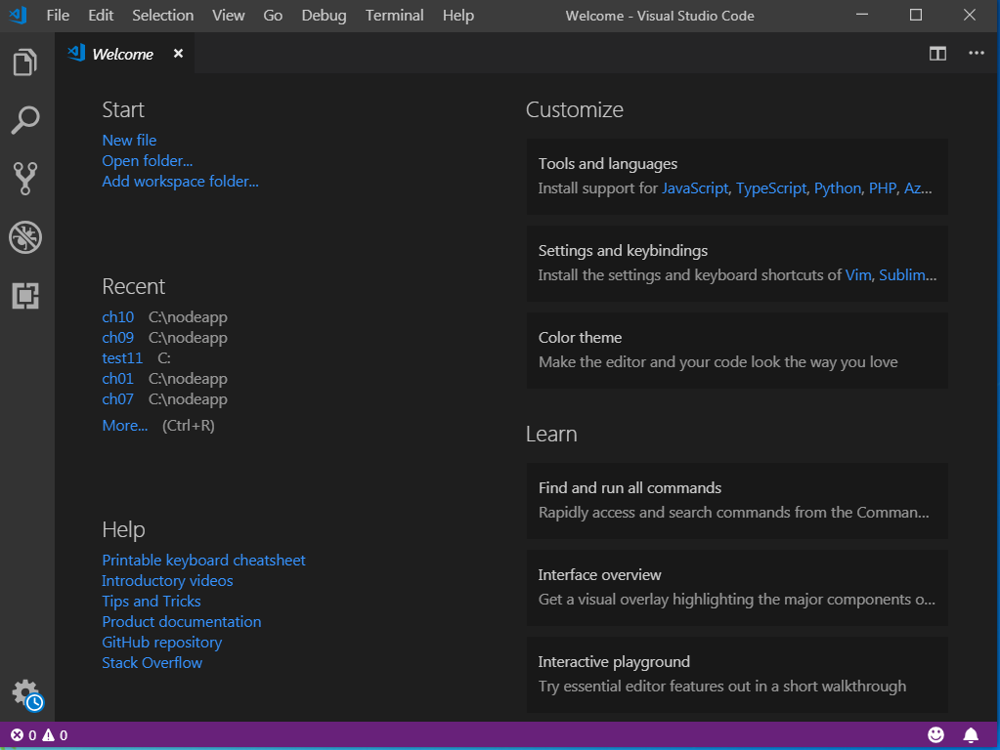 File Edit Selection View Go Debug Terminal Help Welcome - Visual Studio Code
Welcome
Start
New file
Open folder...
Add workspace folder...
Recent
ch10 C:\nodeapp
ch09 C:\nodeapp
test11 C:
ch01 C:\nodeapp
ch07 C:\nodeapp
More... (Ctrl+R)
Help
Printable keyboard cheatsheet
Introductory videos
Tips and Tricks
Product documentation
GitHub repository
Stack Overflow
Customize
Tools and languages
Install support for JavaScript, TypeScript, Python, PHP, Az...
Settings and keybindings
Install the settings and keyboard shortcuts of Vim, Sublim...
Color theme
Make the editor and your code look the way you love
Learn
Find and run all commands
Rapidly access and search commands from the Comman...
Interface overview
Get a visual overlay highlighting the major components o...
Interactive playground
Try essential editor features out in a short walkthrough
0 0